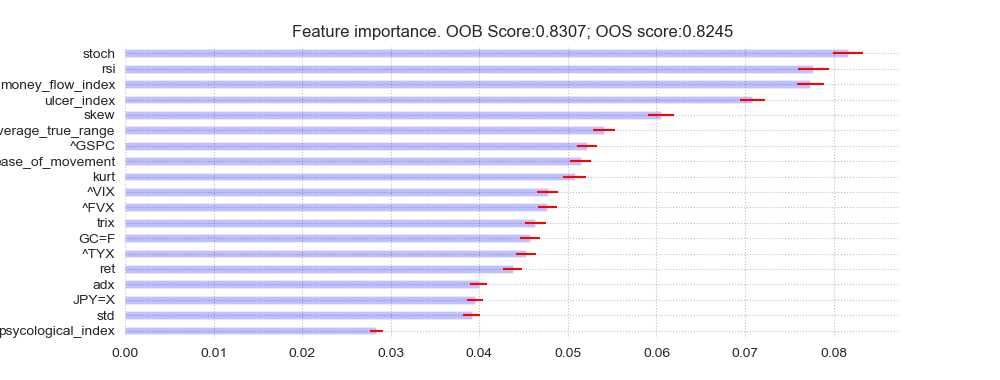 Feature importance. OOB Score:0.8307; OOS score:0.8245
stoch
rsi
money_flow_index
ulcer_index
skew
verage_true_range
^GSPC
ease_of_movement
kurt
^VIX
^FVX
trix
GC=F
^TYX
ret
adx
JPY=X
std
psycological_index
0.00 0.01 0.02 0.03 0.04 0.05 0.06 0.07 0.08